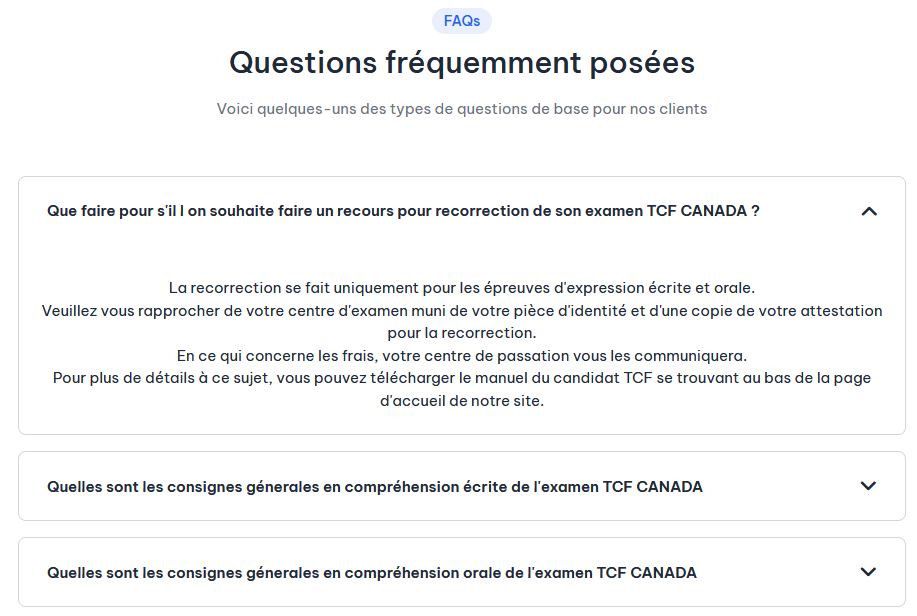 FAQs
Questions fréquemment posées
Voici quelques-uns des types de questions de base pour nos clients
Que faire pour s'il l on souhaite faire un recours pour recorrection de son examen TCF CANADA ?
La recorrection se fait uniquement pour les épreuves d'expression écrite et orale.
Veuillez vous rapprocher de votre centre d'examen muni de votre pièce d'identité et d'une copie de votre attestation
pour la recorrection.
En ce qui concerne les frais, votre centre de passation vous les communiquera.
Pour plus de détails à ce sujet, vous pouvez télécharger le manuel du candidat TCF se trouvant au bas de la page
d'accueil de notre site.
Quelles sont les consignes génerales en compréhension écrite de l'examen TCF CANADA
Quelles sont les consignes génerales en compréhension orale de l'examen TCF CANADA